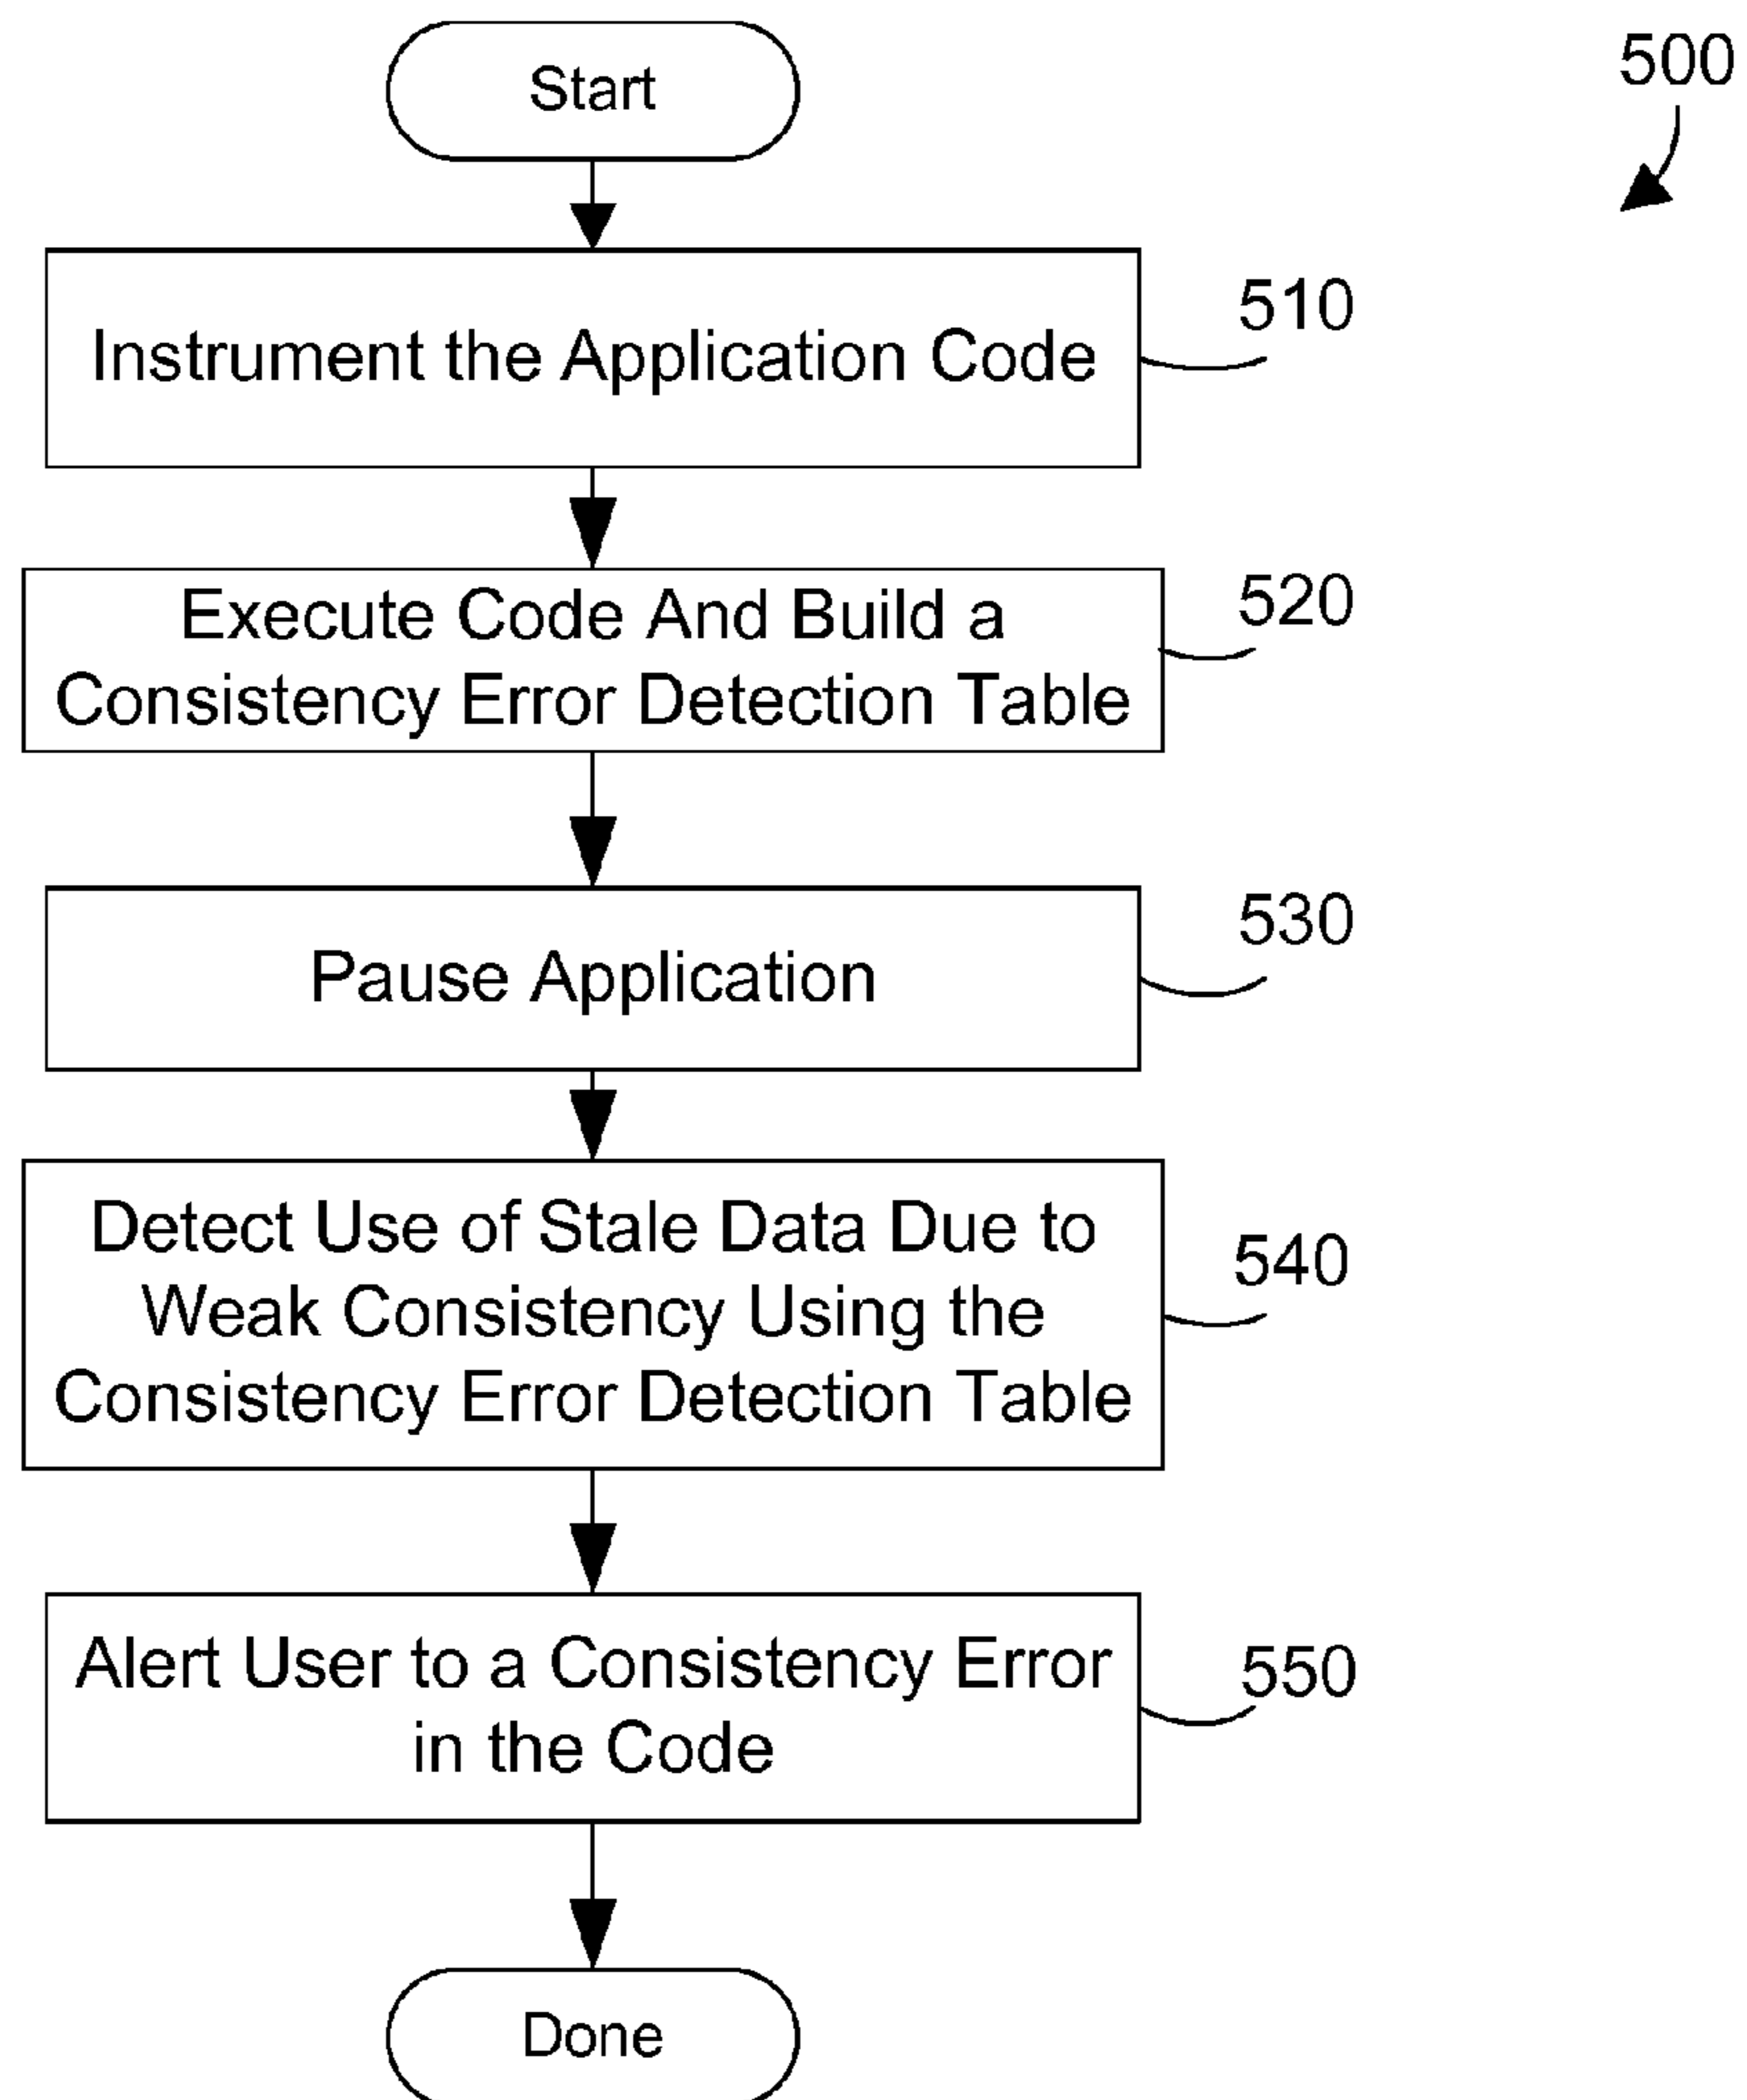 Start
500
Instrument the Application Code
510
Execute Code And Build a
Consistency Error Detection Table
520
Pause Application
530
Detect Use of Stale Data Due to
Weak Consistency Using the
Consistency Error Detection Table
540
Alert User to a Consistency Error
in the Code
550
Done